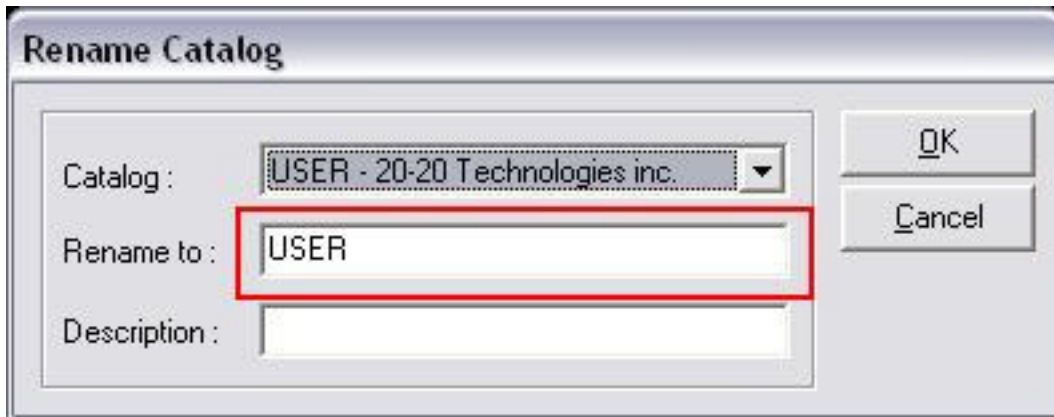 Rename Catalog
Catalog : USER - 20-20 Technologies inc.
OK
Rename to : USER
Cancel
Description :